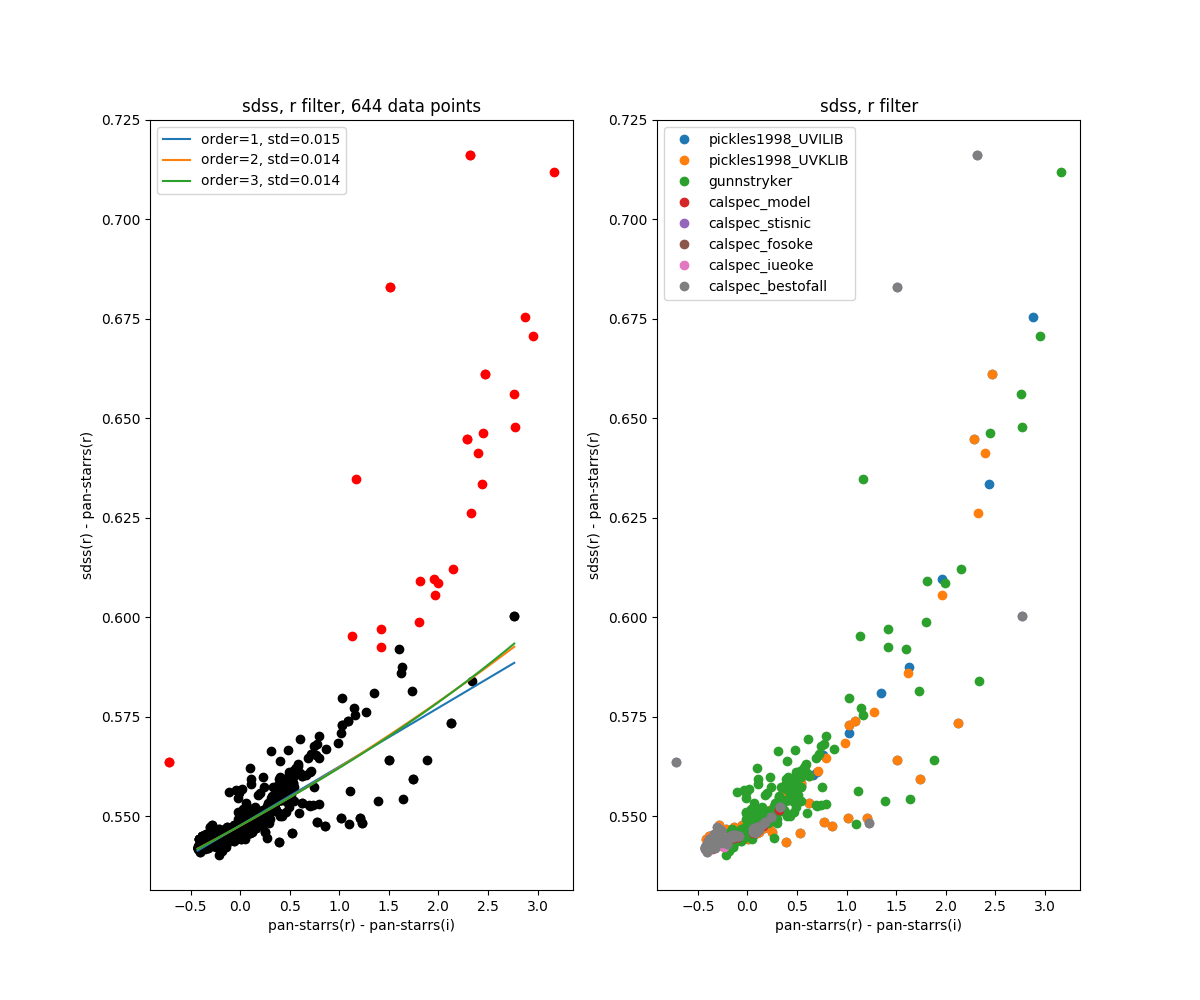 sdss, r filter, 644 data points
order=1, std=0.015
order=2, std=0.014
order=3, std=0.014
0.725
0.700
0.675
0.650
0.625
0.600
0.575
0.550
sdss(r) - pan-starrs(r)
−0.5 0.0 0.5 1.0 1.5 2.0 2.5 3.0
pan-starrs(r) - pan-starrs(i)
sdss, r filter
pickles1998_UVILIB
pickles1998_UVKLIB
gunnstryker
calspec_model
calspec_stisnic
calspec_fosoke
calspec_iueoke
calspec_bestofall
0.725
0.700
0.675
0.650
0.625
0.600
0.575
0.550
sdss(r) - pan-starrs(r)
−0.5 0.0 0.5 1.0 1.5 2.0 2.5 3.0
pan-starrs(r) - pan-starrs(i)